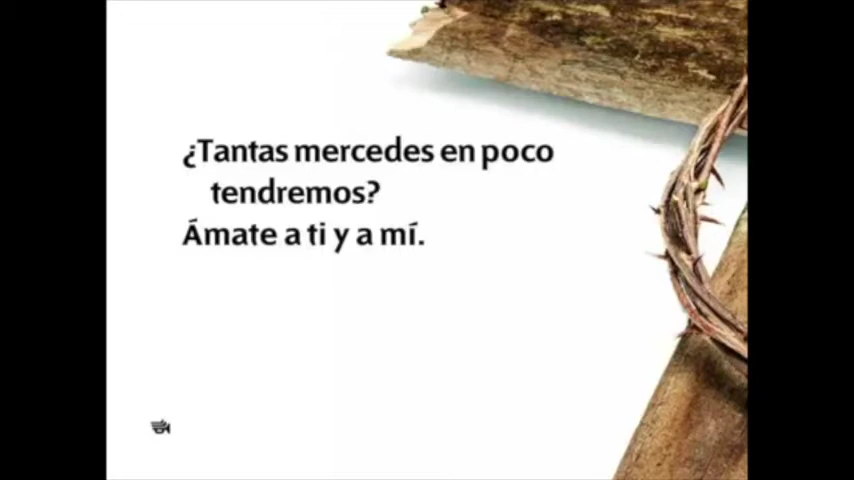 ¿Tantas mercedes en poco
tendremos?
Ámate a ti y a mí.